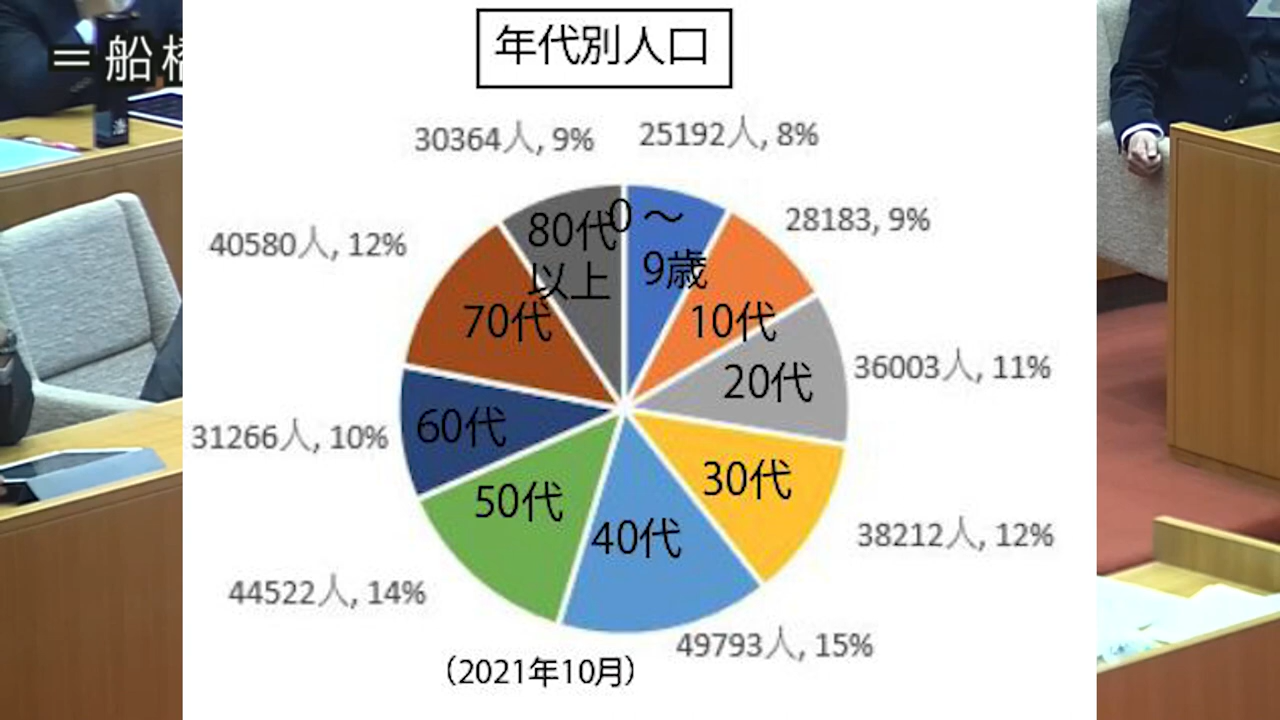 ＝船
年代別人口
30364人, 9%
25192人, 8%
28183, 9%
40580人, 12%
80代
以上
0～
9歳
70代
10代
20代
36003人, 11%
60代
31266人, 10%
30代
50代
40代
38212人, 12%
44522人, 14%
49793人, 15%
（2021年10月）